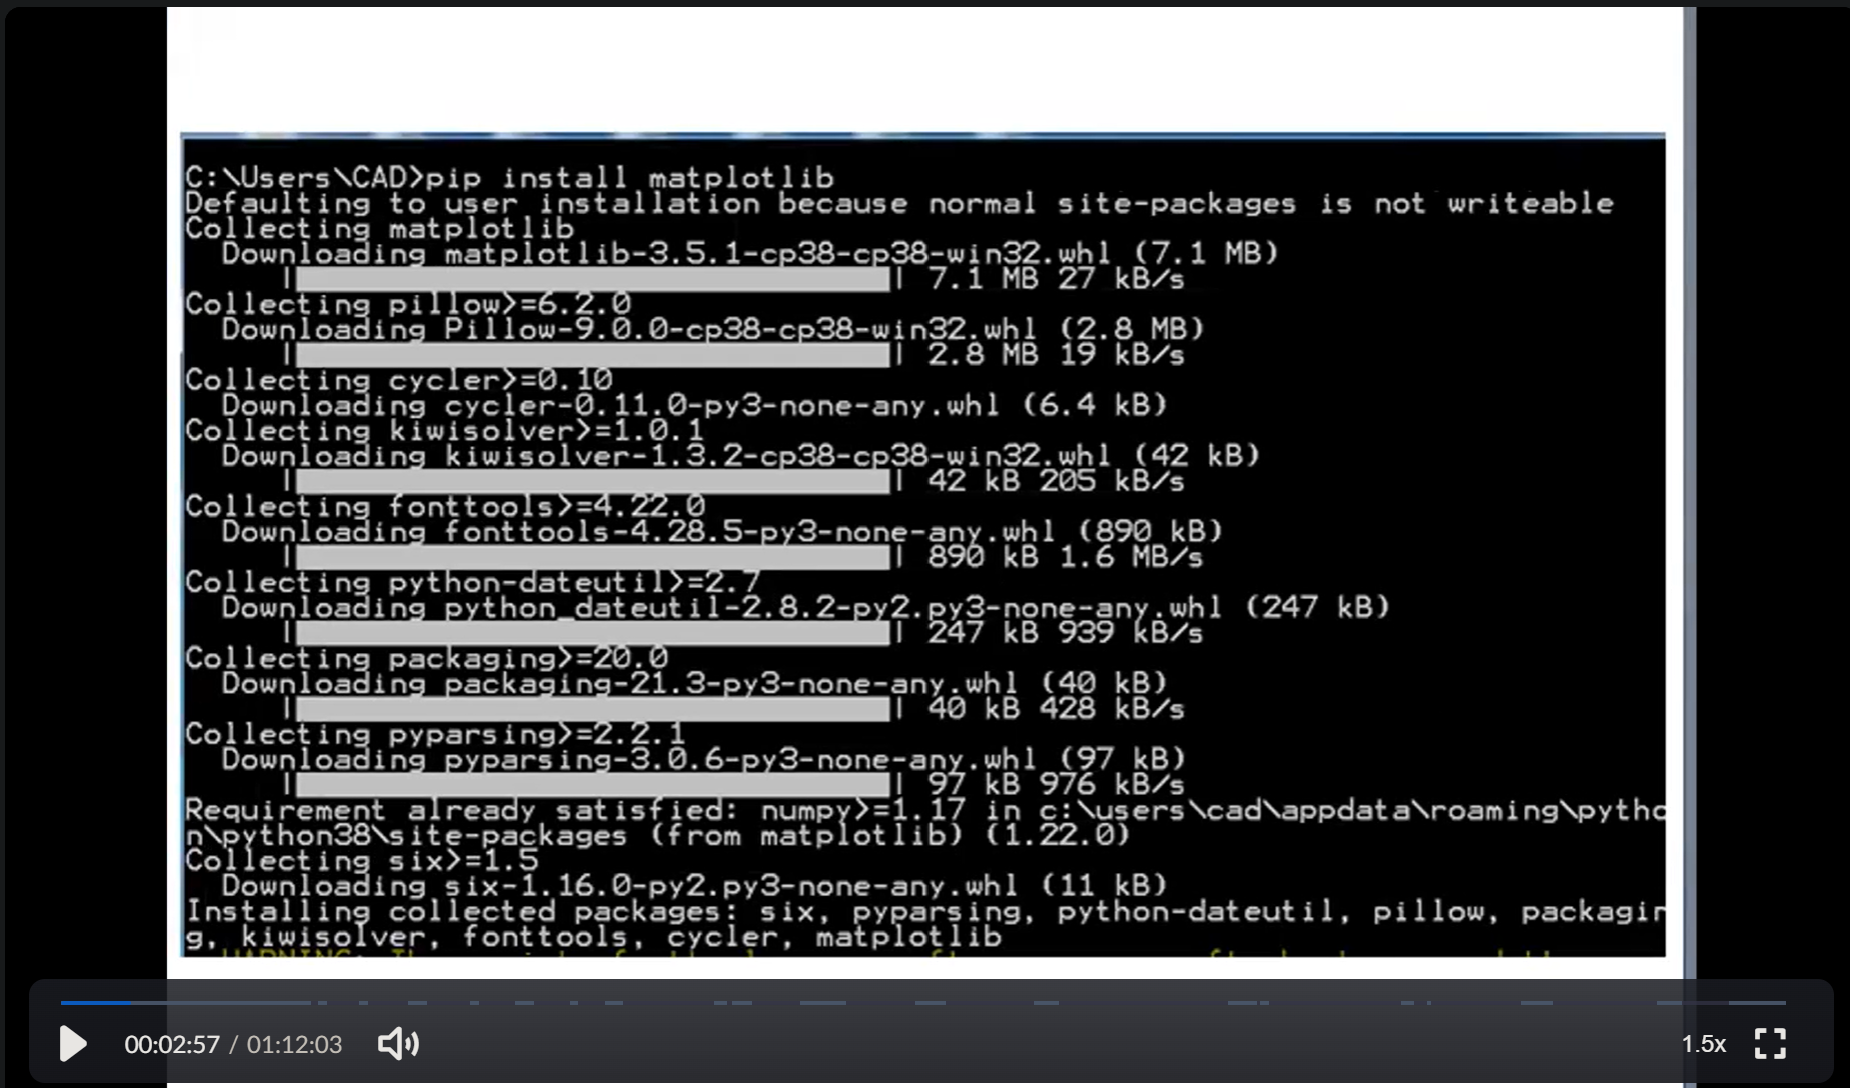 C:\Users\CAD>pip install matplotlib
Defaulting to user installation because normal site-packages is not writeable
Collecting matplotlib
Downloading matplotlib-3.5.1-cp38-cp38-win32.whl (7.1 MB)
|| 7.1 MB 27 kB/s
Collecting pillow>=6.2.0
Downloading Pillow-9.0.0-cp38-cp38-win32.whl (2.8 MB)
|| 2.8 MB 19 kB/s
Collecting cycler>=0.10
Downloading cycler-0.11.0-py3-none-any.whl (6.4 kB)
Collecting kiwisolver>=1.0.1
Downloading kiwisolver-1.3.2-cp38-cp38-win32.whl (42 kB)
|| 42 kB 205 kB/s
Collecting fonttools>=4.22.0
Downloading fonttools-4.28.5-py3-none-any.whl (890 kB)
|| 890 kB 1.6 MB/s
Collecting python-dateutil>=2.7
Downloading python_dateutil-2.8.2-py2.py3-none-any.whl (247 kB)
|| 247 kB 939 kB/s
Collecting packaging>=20.0
Downloading packaging-21.3-py3-none-any.whl (40 kB)
|| 40 kB 428 kB/s
Collecting pyparsing>=2.2.1
Downloading pyparsing-3.0.6-py3-none-any.whl (97 kB)
|| 97 kB 976 kB/s
Requirement already satisfied: numpy>=1.17 in c:\users\cad\appdata\roaming\pytho
n\python38\site-packages (from matplotlib) (1.22.0)
Collecting six>=1.5
Downloading six-1.16.0-py2.py3-none-any.whl (11 kB)
Installing collected packages: six, pyparsing, python-dateutil, pillow, packagin
g, kiwisolver, fonttools, cycler, matplotlib
WARNING:
00:02:57 / 01:12:03
1.5x